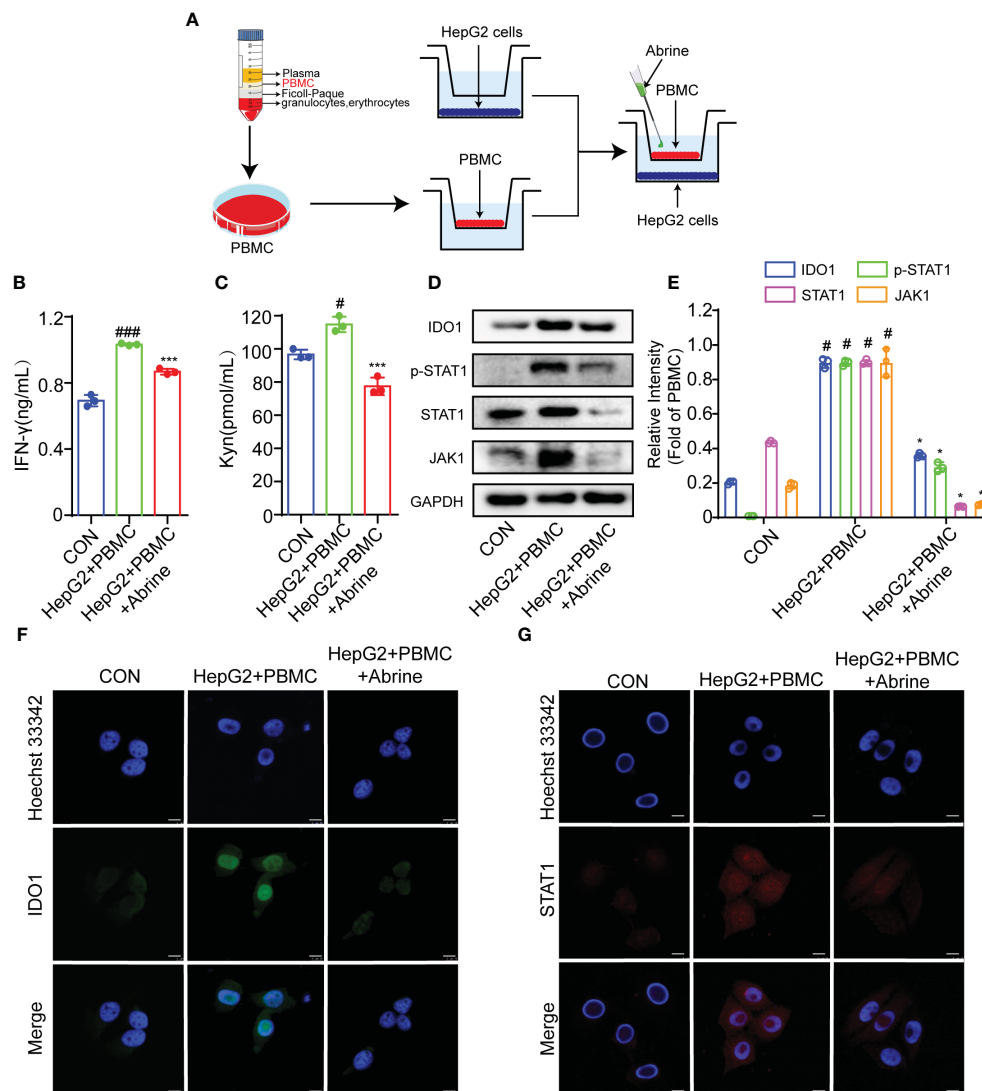 A
Plasma
PBMC
Ficoll-Paque
granulocytes,erythrocytes
PBMC
HepG2 cells
PBMC
Abrine
PBMC
HepG2 cells
B
IFN-γ(ng/mL)
1.2
0.8
0.4
0
###
***
CON
HepG2+PBMC
HepG2+PBMC
+Abrine
C
Kyn(pmol/mL)
120
100
80
60
40
20
0
#
***
CON
HepG2+PBMC
HepG2+PBMC
+Abrine
D
IDO1
p-STAT1
STAT1
JAK1
GAPDH
CON
HepG2+PBMC
HepG2+PBMC
+Abrine
E
IDO1
p-STAT1
STAT1
JAK1
Relative Intensity
(Fold of PBMC)
1.2
1.0
0.8
0.6
0.4
0.2
0
# # # #
* * * *
CON
HepG2+PBMC
HepG2+PBMC
+Abrine
F
CON
HepG2+PBMC
HepG2+PBMC
+Abrine
Hoechst 33342
IDO1
Merge
G
CON
HepG2+PBMC
HepG2+PBMC
+Abrine
Hoechst 33342
STAT1
Merge